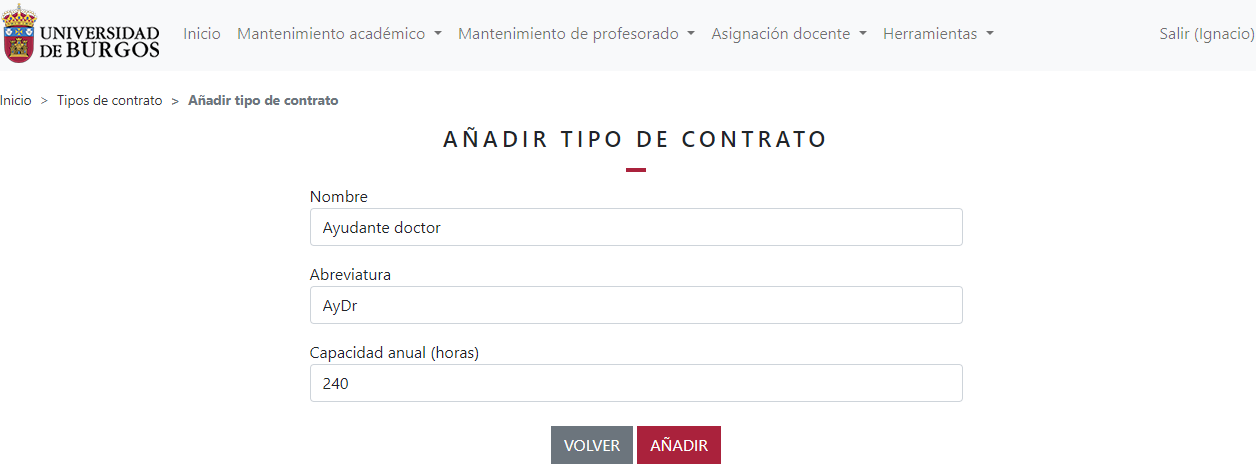 UNIVERSIDAD
DE BURGOS
Inicio Mantenimiento académico Mantenimiento de profesorado Asignación docente Herramientas Salir (Ignacio)
Inicio > Tipos de contrato > Añadir tipo de contrato
AÑADIR TIPO DE CONTRATO
Nombre
Ayudante doctor
Abreviatura
AyDr
Capacidad anual (horas)
240
VOLVER AÑADIR